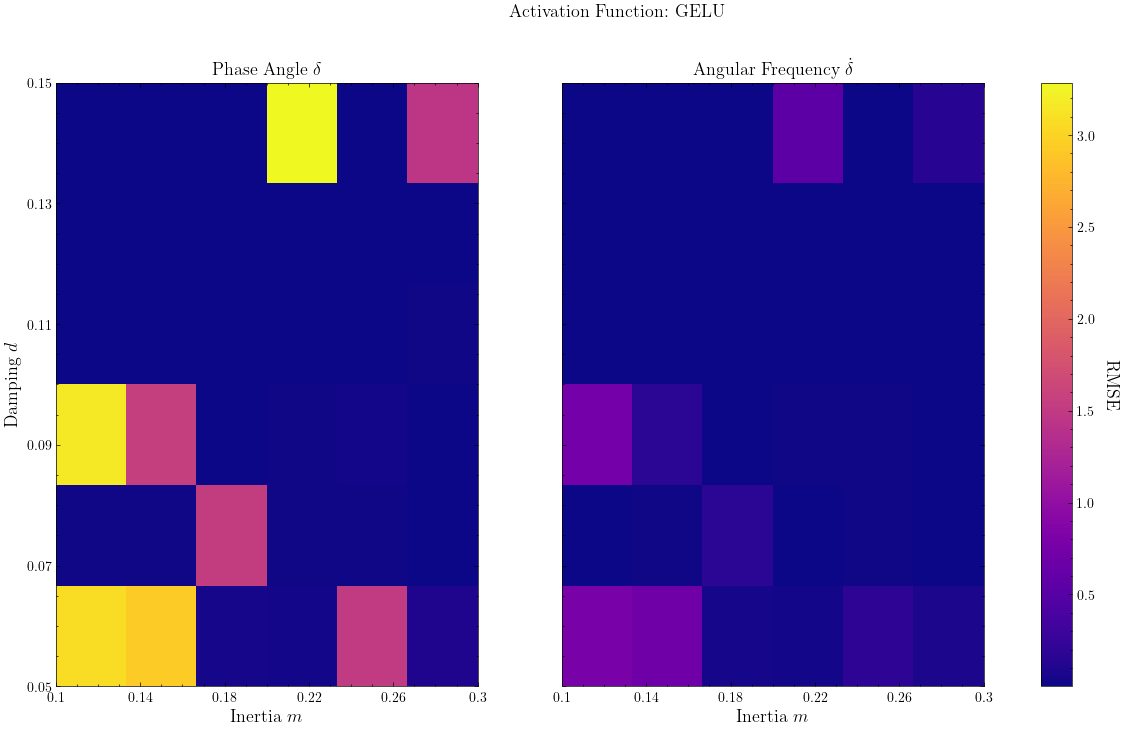 Activation Function: GELU
Phase Angle δ
Angular Frequency δ̇
0.15
0.13
0.11
0.09
0.07
0.05
Damping d
0.1 0.14 0.18 0.22 0.26 0.3
Inertia m
0.1 0.14 0.18 0.22 0.26 0.3
Inertia m
3.0
2.5
2.0
1.5
1.0
0.5
RMSE